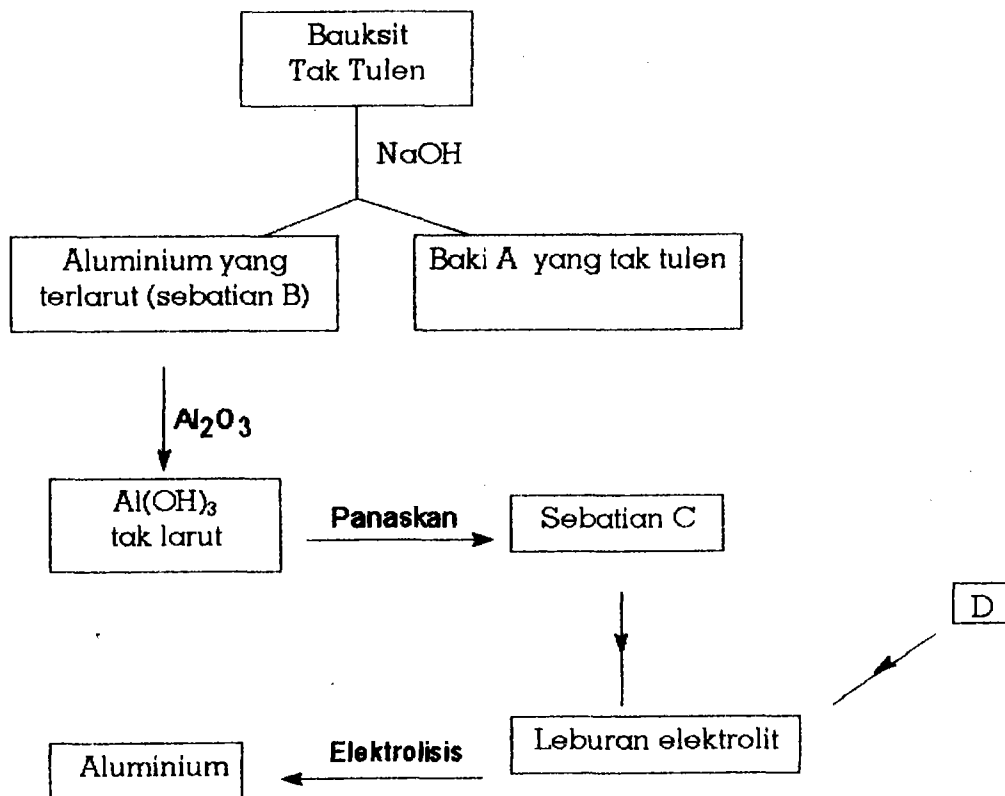 Bauksit
Tak Tulen
NaOH
Aluminium yang
terlarut (sebatian B)
Baki A yang tak tulen
Al₂O₃
Al(OH)₃
tak larut
Panaskan
Sebatian C
D
Leburan elektrolit
Elektrolisis
Aluminium